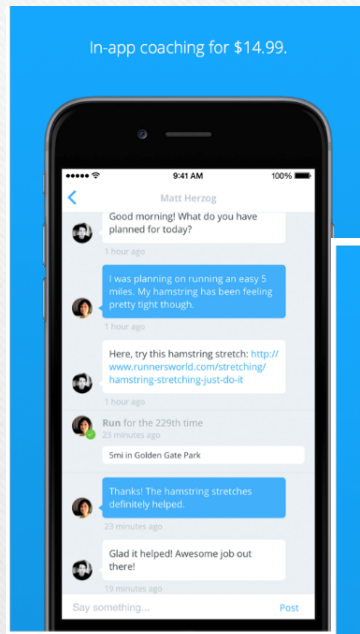 In-app coaching for $14.99.
9:41 AM
100%
Matt Herzog
Good morning! What do you have
planned for today?
1 hour ago
I was planning on running an easy 5
miles. My hamstring has been feeling
pretty tight though.
1 hour ago
Here, try this hamstring stretch: http://
www.runnersworld.com/stretching/
hamstring-stretching-just-do-it
1 hour ago
Run for the 229th time
23 minutes ago
5mi in Golden Gate Park
Thanks! The hamstring stretches
definitely helped.
23 minutes ago
Glad it helped! Awesome job out
there!
19 minutes ago
Say something...
Post